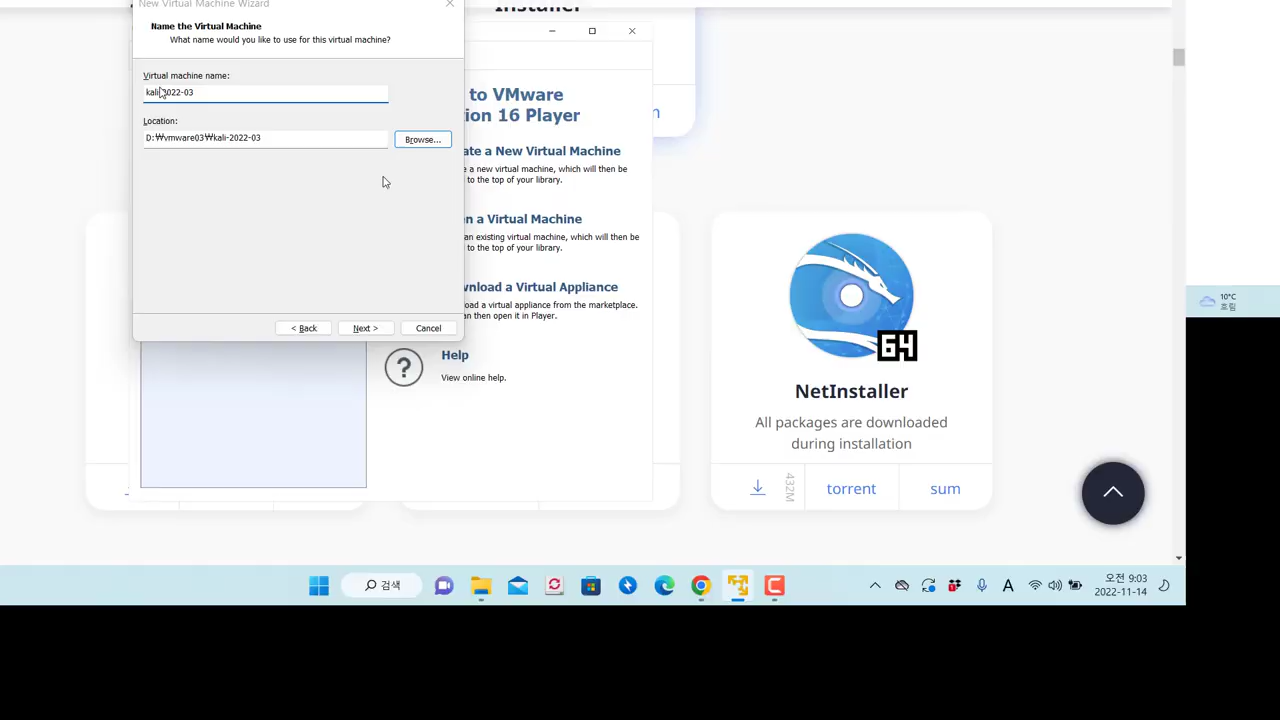 New Virtual Machine Wizard
Name the Virtual Machine
What name would you like to use for this virtual machine?
Virtual machine name:
kali-2022-03
Location:
D:₩vmware03₩kali-2022-03
Browse...
< Back
Next >
Cancel
Installer
to VMware
ion 16 Player
ate a New Virtual Machine
e a new virtual machine, which will then be
to the top of your library.
n a Virtual Machine
an existing virtual machine, which will then be
to the top of your library.
wnload a Virtual Appliance
load a virtual appliance from the marketplace.
an then open it in Player.
?
Help
View online help.
64
NetInstaller
All packages are downloaded
during installation
432M
torrent
sum
10°C
흐림
검색
A
오전 9:03
2022-11-14